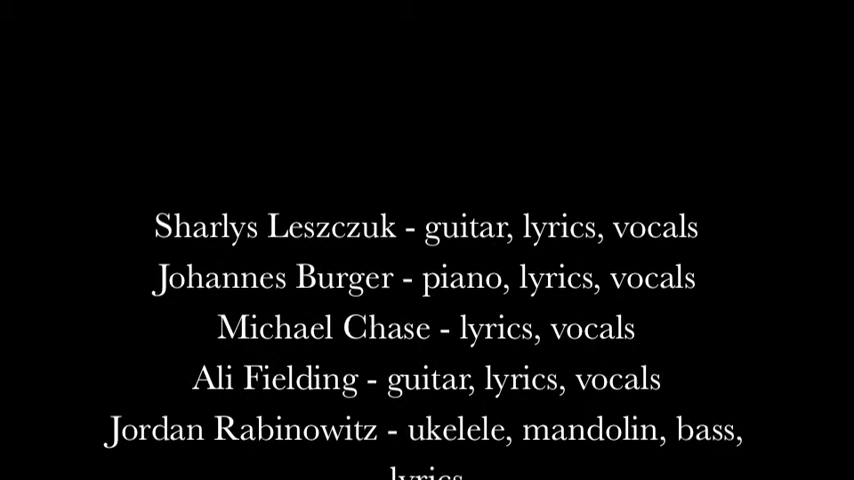 Sharlys Leszczuk - guitar, lyrics, vocals
Johannes Burger - piano, lyrics, vocals
Michael Chase - lyrics, vocals
Ali Fielding - guitar, lyrics, vocals
Jordan Rabinowitz - ukelele, mandolin, bass,
lyrics